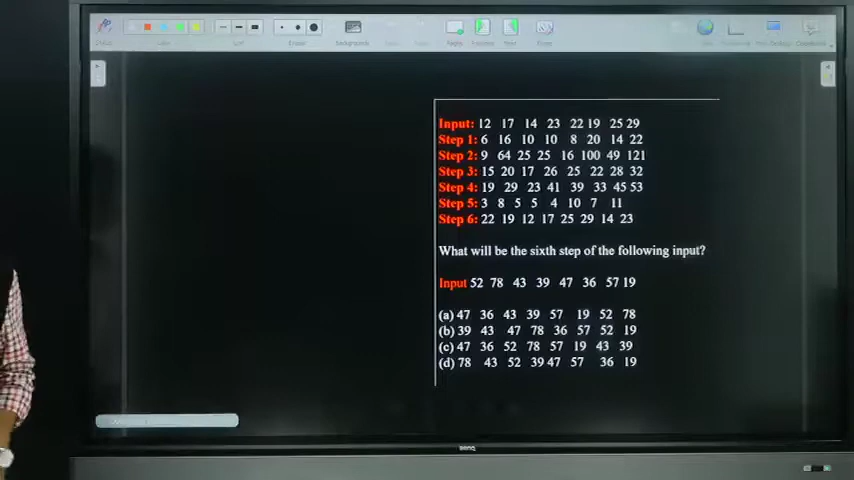 Input: 12 17 14 23 22 19 25 29
Step 1: 6 16 10 10 8 20 14 22
Step 2: 9 64 25 25 16 100 49 121
Step 3: 15 20 17 26 25 22 28 32
Step 4: 19 29 23 41 39 33 45 53
Step 5: 3 8 5 5 4 10 7 11
Step 6: 22 19 12 17 25 29 14 23
What will be the sixth step of the following input?
Input 52 78 43 39 47 36 57 19
(a) 47 36 43 39 57 19 52 78
(b) 39 43 47 78 36 57 52 19
(c) 47 36 52 78 57 19 43 39
(d) 78 43 52 39 47 57 36 19